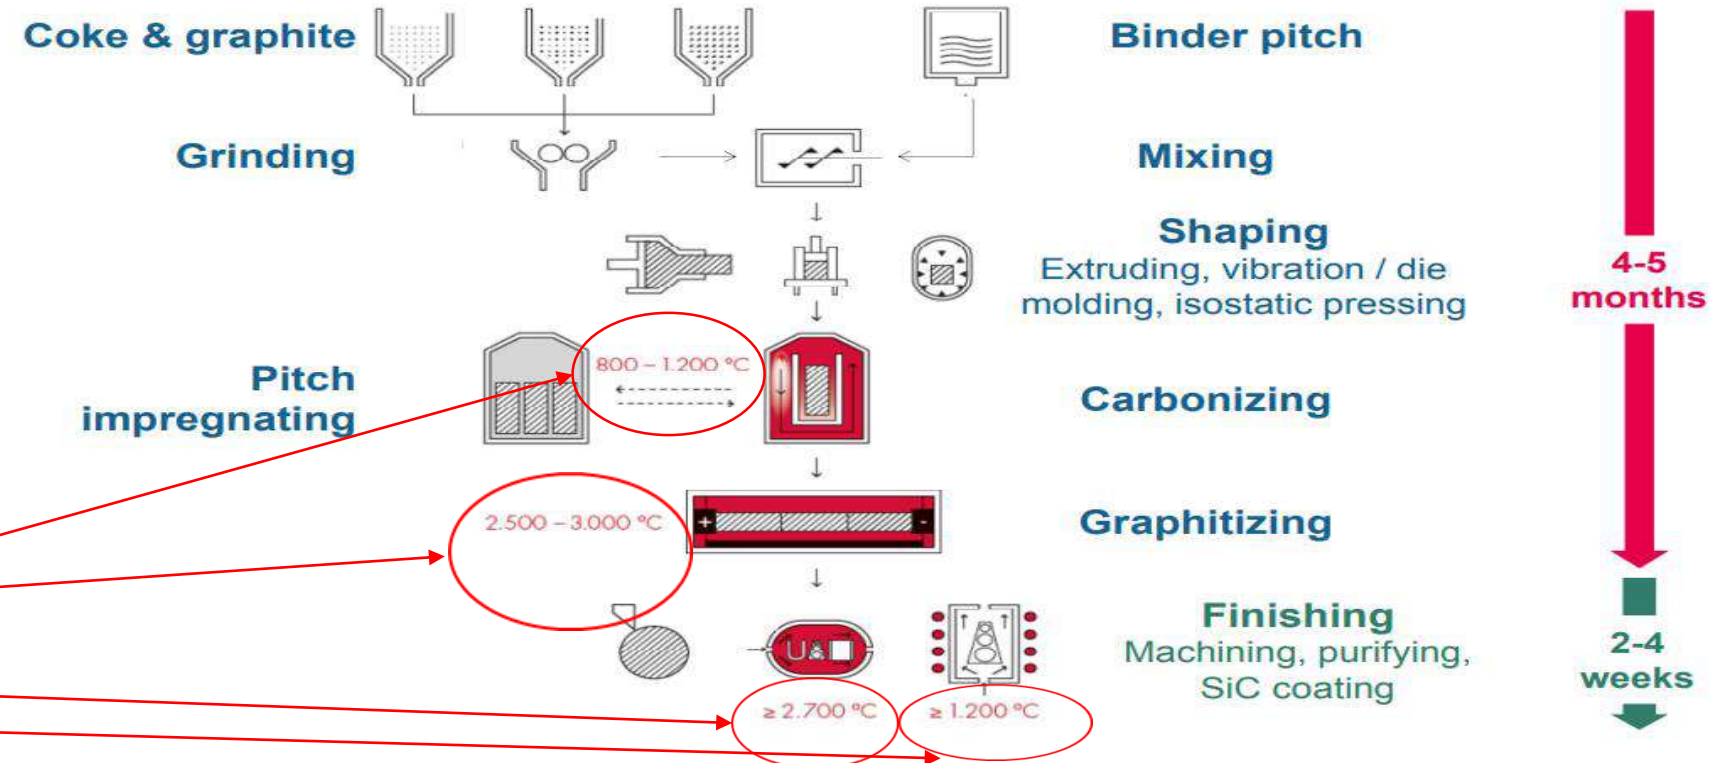 Coke & graphite
Binder pitch
Grinding
Mixing
Shaping
Extruding, vibration / die
molding, isostatic pressing
4-5
months
800 – 1.200 °C
Pitch
impregnating
Carbonizing
2.500 – 3.000 °C
+
-
Graphitizing
Finishing
Machining, purifying,
SiC coating
2-4
weeks
≥ 2.700 °C
≥ 1.200 °C